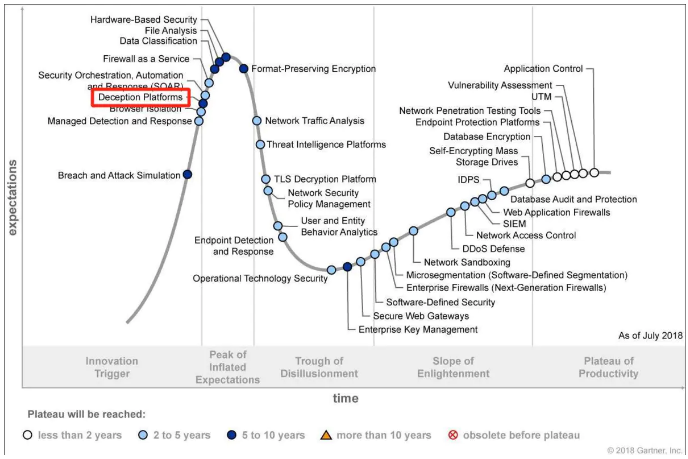 Hardware-Based Security
File Analysis
Data Classification
Firewall as a Service
Security Orchestration, Automation
and Response (SOAR)
Deception Platforms
Browser Isolation
Managed Detection and Response
Breach and Attack Simulation
Format-Preserving Encryption
Network Traffic Analysis
Threat Intelligence Platforms
TLS Decryption Platform
Network Security
Policy Management
User and Entity
Behavior Analytics
Endpoint Detection
and Response
Operational Technology Security
Application Control
Vulnerability Assessment
UTM
Network Penetration Testing Tools
Endpoint Protection Platforms
Database Encryption
Self-Encrypting Mass
Storage Drives
IDPS
Database Audit and Protection
Web Application Firewalls
SIEM
Network Access Control
DDoS Defense
Network Sandboxing
Microsegmentation (Software-Defined Segmentation)
Enterprise Firewalls (Next-Generation Firewalls)
Software-Defined Security
Secure Web Gateways
Enterprise Key Management
expectations
As of July 2018
Innovation
Trigger
Peak of
Inflated
Expectations
Trough of
Disillusionment
Slope of
Enlightenment
Plateau of
Productivity
time
Plateau will be reached:
less than 2 years
2 to 5 years
5 to 10 years
more than 10 years
obsolete before plateau
© 2018 Gartner, Inc.